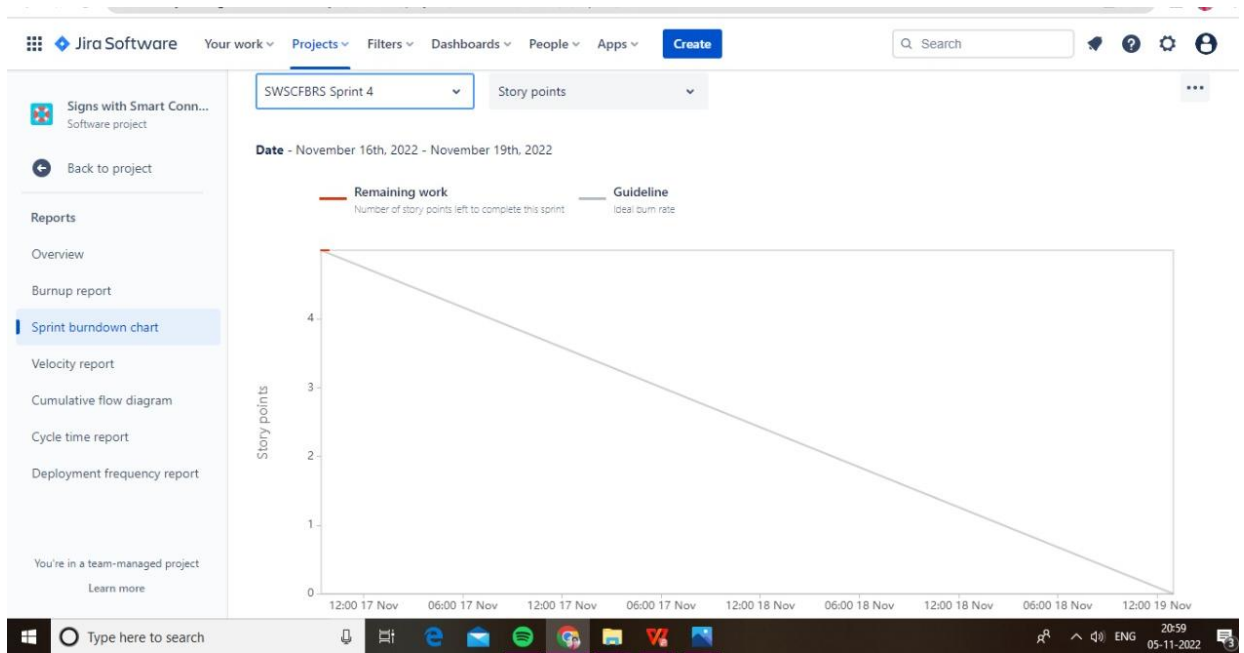 Jira Software Your work Projects Filters Dashboards People Apps Create Search
SWSCFBRS Sprint 4 Story points
Signs with Smart Conn...
Software project
Back to project
Reports
Overview
Burnup report
Sprint burndown chart
Velocity report
Cumulative flow diagram
Cycle time report
Deployment frequency report
You're in a team-managed project
Learn more
Date - November 16th, 2022 - November 19th, 2022
Remaining work
Number of story points left to complete this sprint
Guideline
Ideal burn rate
Story points
4
3
2
1
0
12:00 17 Nov 06:00 17 Nov 12:00 17 Nov 06:00 17 Nov 12:00 18 Nov 06:00 18 Nov 12:00 18 Nov 06:00 18 Nov 12:00 19 Nov
Type here to search
ENG
20:59
05-11-2022
3